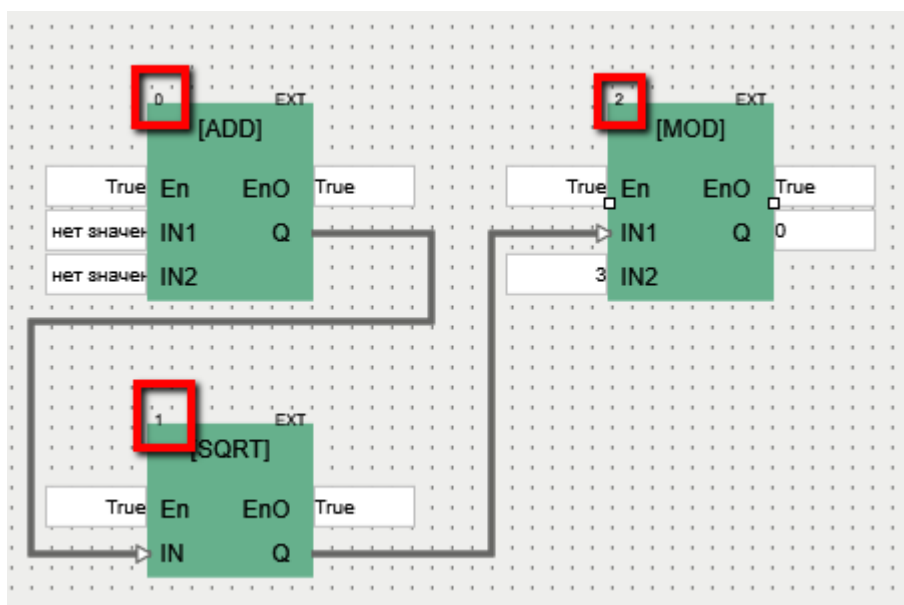 0 EXT
[ADD]
True En EnO True
нет значен IN1 Q
нет значен IN2
2 EXT
[MOD]
True En EnO True
IN1 Q 0
3 IN2
1 EXT
[SQRT]
True En EnO True
IN Q